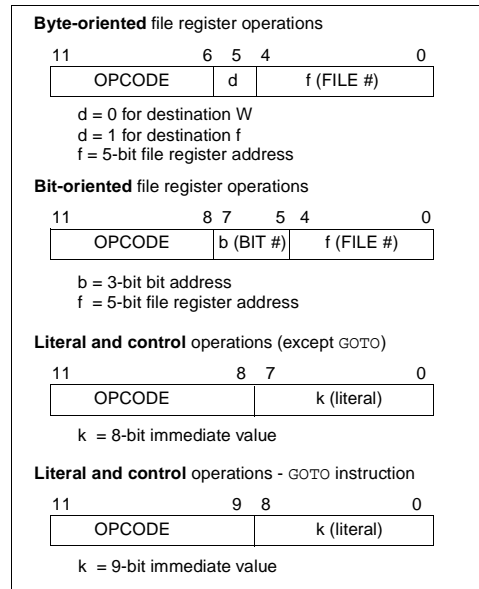 Byte-oriented file register operations
11 6 5 4 0
OPCODE d f (FILE #)
d = 0 for destination W
d = 1 for destination f
f = 5-bit file register address
Bit-oriented file register operations
11 8 7 5 4 0
OPCODE b (BIT #) f (FILE #)
b = 3-bit bit address
f = 5-bit file register address
Literal and control operations (except GOTO)
11 8 7 0
OPCODE k (literal)
k = 8-bit immediate value
Literal and control operations - GOTO instruction
11 9 8 0
OPCODE k (literal)
k = 9-bit immediate value